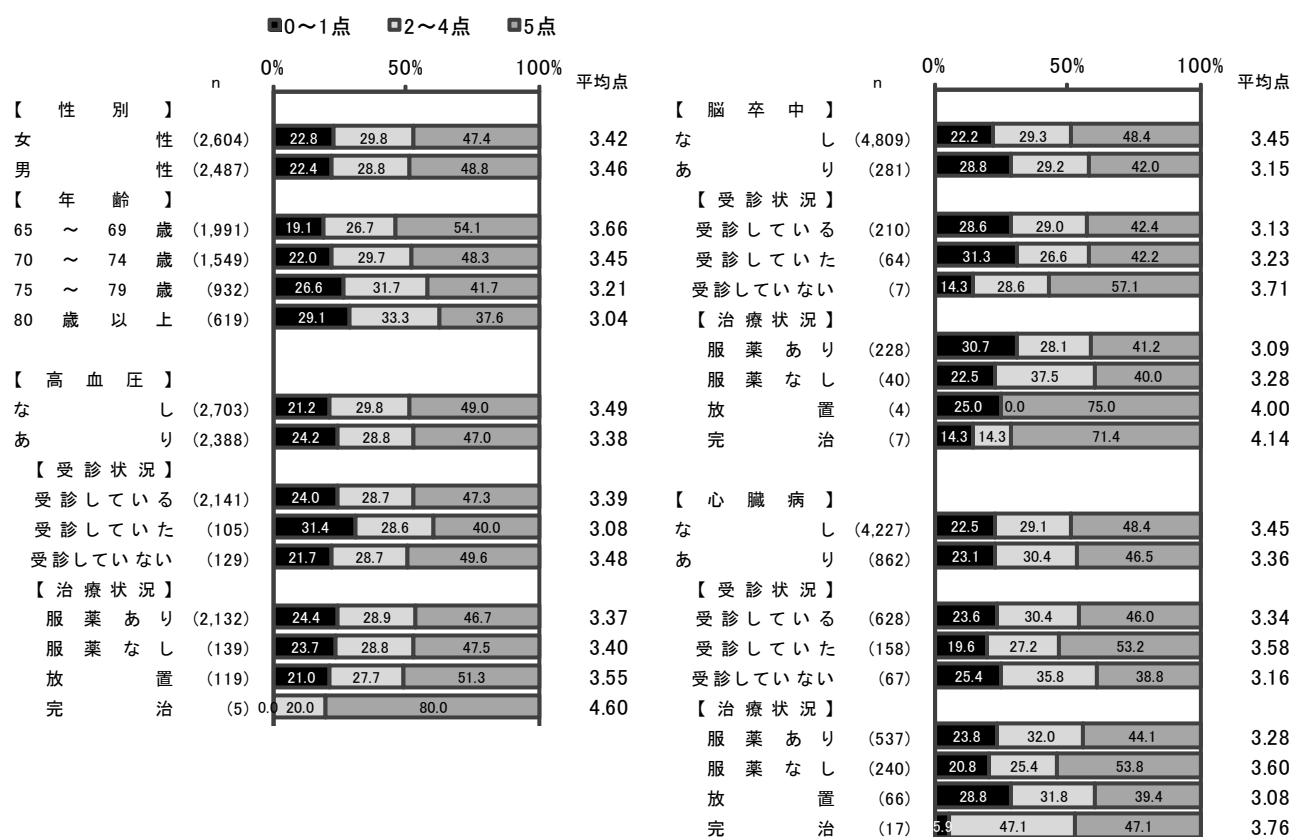 ■0～1点 □2～4点 ■5点
n 0% 50% 100% 平均点
【性別】
女性 (2,604) 22.8 29.8 47.4 3.42
男性 (2,487) 22.4 28.8 48.8 3.46
【年齢】
65～69歳 (1,991) 19.1 26.7 54.1 3.66
70～74歳 (1,549) 22.0 29.7 48.3 3.45
75～79歳 (932) 26.6 31.7 41.7 3.21
80歳以上 (619) 29.1 33.3 37.6 3.04
【高血圧】
なし (2,703) 21.2 29.8 49.0 3.49
あり (2,388) 24.2 28.8 47.0 3.38
【受診状況】
受診している (2,141) 24.0 28.7 47.3 3.39
受診していた (105) 31.4 28.6 40.0 3.08
受診していない (129) 21.7 28.7 49.6 3.48
【治療状況】
服薬あり (2,132) 24.4 28.9 46.7 3.37
服薬なし (139) 23.7 28.8 47.5 3.40
放置 (119) 21.0 27.7 51.3 3.55
完治 (5) 0.0 20.0 80.0 4.60
n 0% 50% 100% 平均点
【脳卒中】
なし (4,809) 22.2 29.3 48.4 3.45
あり (281) 28.8 29.2 42.0 3.15
【受診状況】
受診している (210) 28.6 29.0 42.4 3.13
受診していた (64) 31.3 26.6 42.2 3.23
受診していない (7) 14.3 28.6 57.1 3.71
【治療状況】
服薬あり (228) 30.7 28.1 41.2 3.09
服薬なし (40) 22.5 37.5 40.0 3.28
放置 (4) 25.0 0.0 75.0 4.00
完治 (7) 14.3 14.3 71.4 4.14
【心臓病】
なし (4,227) 22.5 29.1 48.4 3.45
あり (862) 23.1 30.4 46.5 3.36
【受診状況】
受診している (628) 23.6 30.4 46.0 3.34
受診していた (158) 19.6 27.2 53.2 3.58
受診していない (67) 25.4 35.8 38.8 3.16
【治療状況】
服薬あり (537) 23.8 32.0 44.1 3.28
服薬なし (240) 20.8 25.4 53.8 3.60
放置 (66) 28.8 31.8 39.4 3.08
完治 (17) 5.9 47.1 47.1 3.76